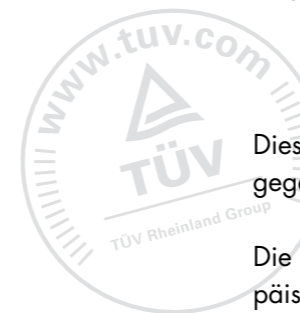 www.tuv.com
TÜV
TÜV Rheinland Group
Dies
gege
Die
päis